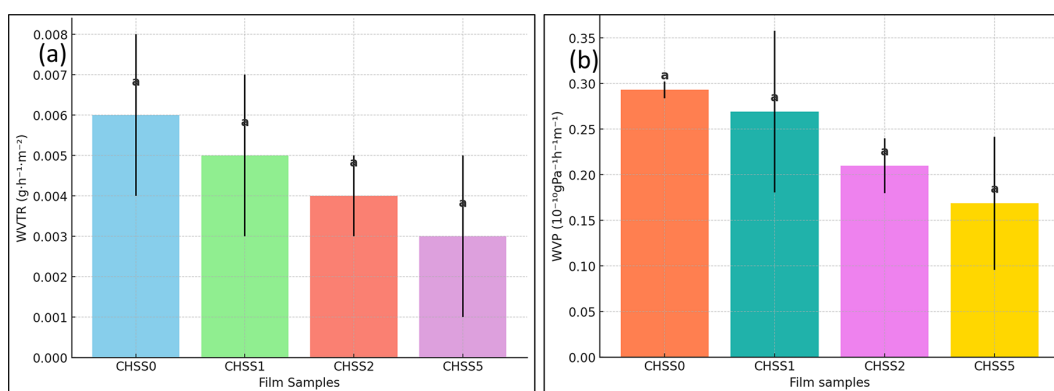 (a)
WVTR (g·h⁻¹·m⁻²)
0.008
0.007
0.006
0.005
0.004
0.003
0.002
0.001
0.000
a
a
a
a
CHSS0 CHSS1 CHSS2 CHSS5
Film Samples
(b)
WVP (10⁻¹⁰gPa⁻¹h⁻¹m⁻¹)
0.35
0.30
0.25
0.20
0.15
0.10
0.05
0.00
a
a
a
a
CHSS0 CHSS1 CHSS2 CHSS5
Film samples